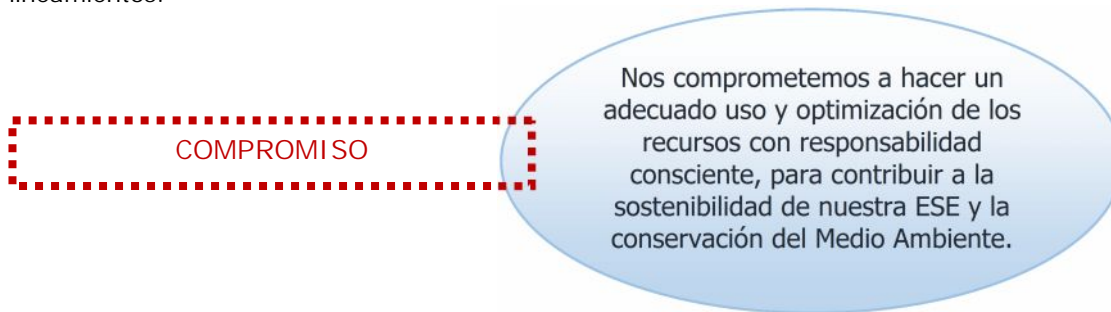 lineamientos.
Nos comprometemos a hacer un
adecuado uso y optimización de los
recursos con responsabilidad
consciente, para contribuir a la
sostenibilidad de nuestra ESE y la
conservación del Medio Ambiente.
COMPROMISO